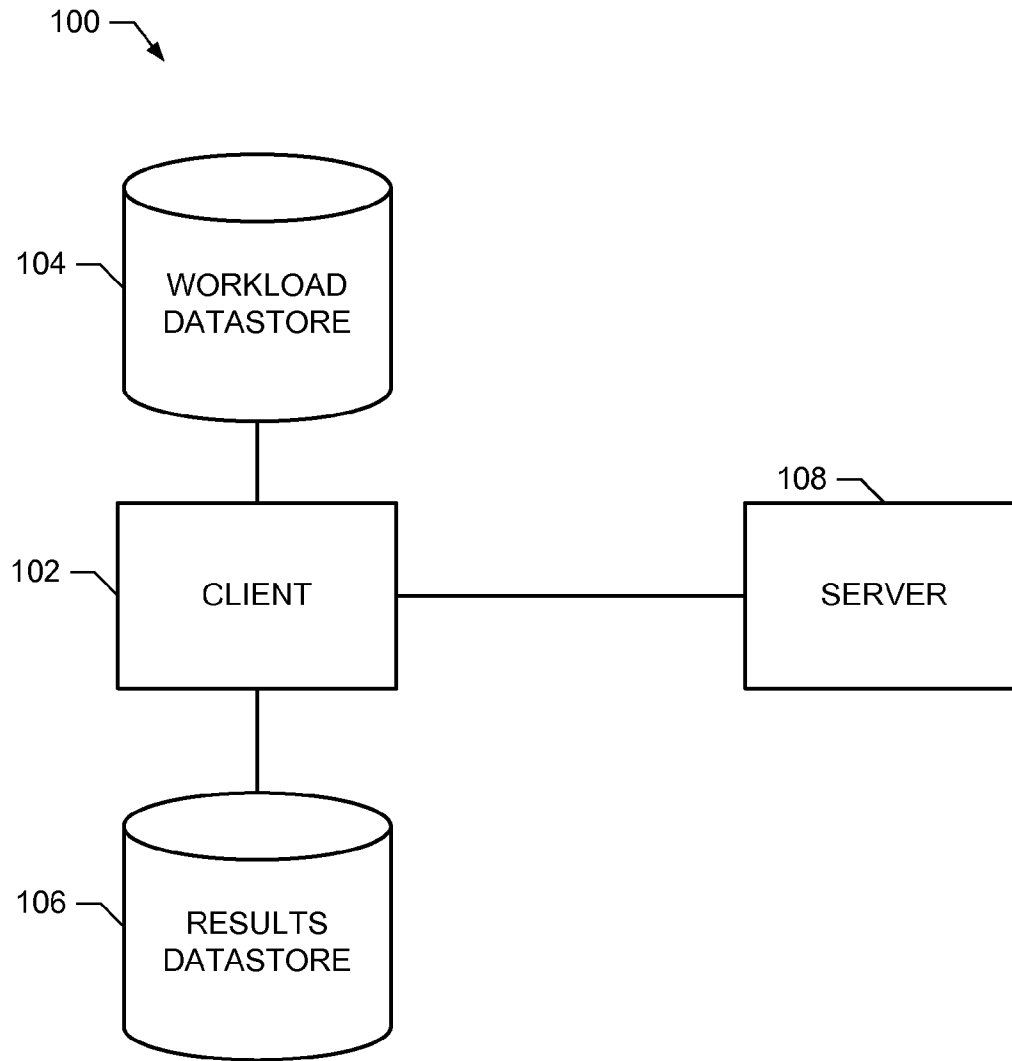 100
104
WORKLOAD
DATASTORE
108
102
CLIENT
SERVER
106
RESULTS
DATASTORE